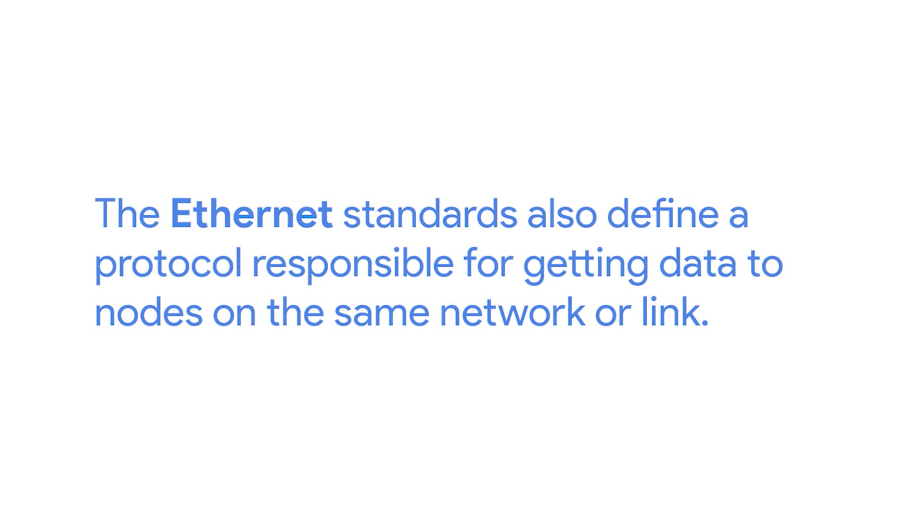 The Ethernet standards also define a
protocol responsible for getting data to
nodes on the same network or link.